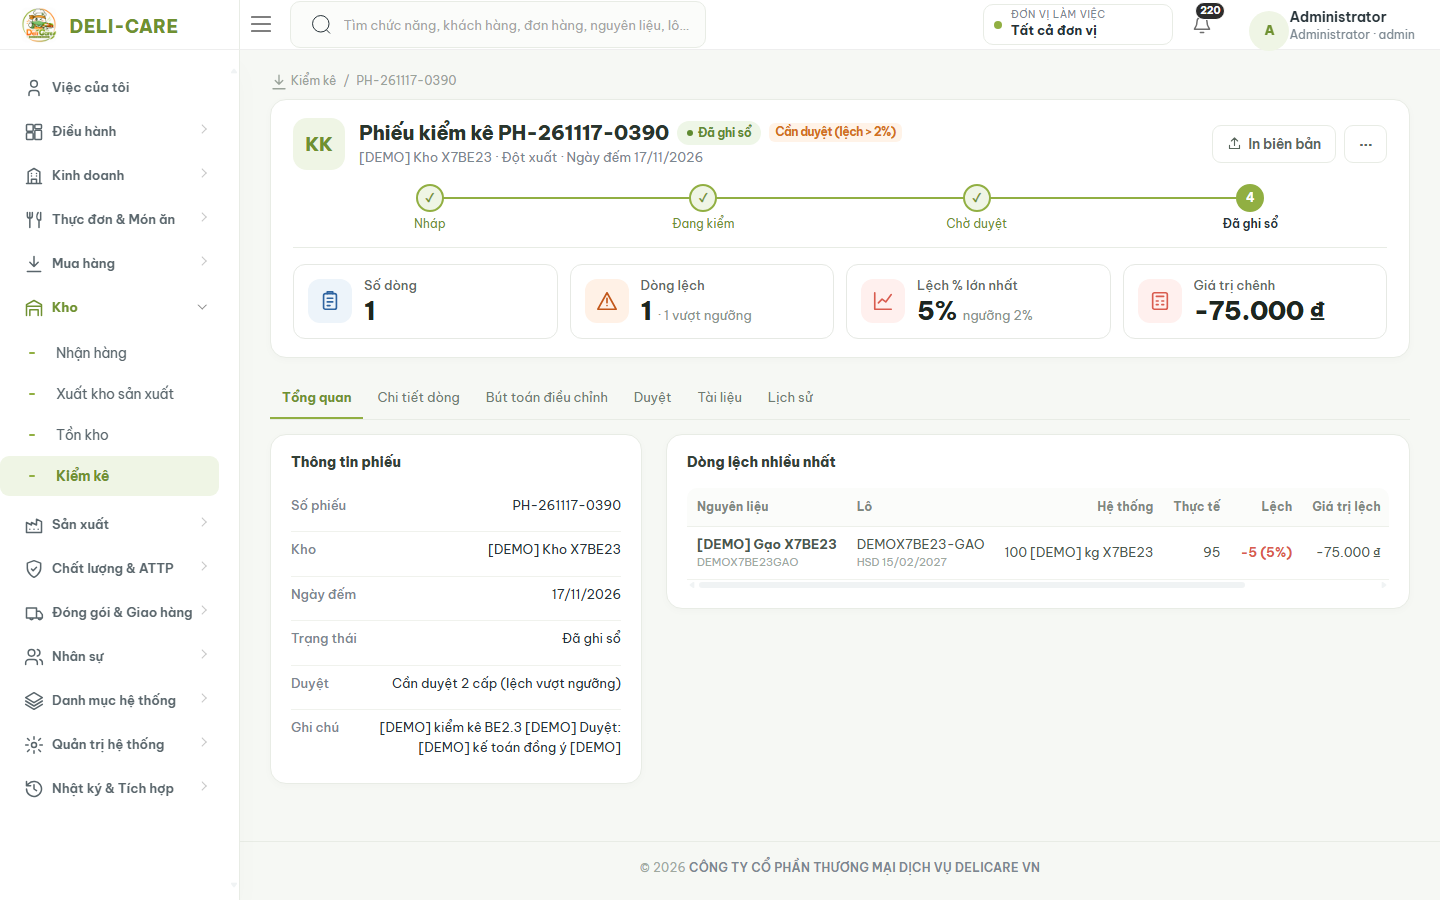 DELI-CARE
Tìm chức năng, khách hàng, đơn hàng, nguyên liệu, lô...
ĐƠN VỊ LÀM VIỆC
Tất cả đơn vị
220
A
Administrator
Administrator · admin
Việc của tôi
Điều hành
Kinh doanh
Thực đơn & Món ăn
Mua hàng
Kho
Nhận hàng
Xuất kho sản xuất
Tồn kho
Kiểm kê
Sản xuất
Chất lượng & ATTP
Đóng gói & Giao hàng
Nhân sự
Danh mục hệ thống
Quản trị hệ thống
Nhật ký & Tích hợp
Kiểm kê / PH-261117-0390
KK
Phiếu kiểm kê PH-261117-0390
Đã ghi sổ
Cần duyệt (lệch > 2%)
[DEMO] Kho X7BE23 · Đột xuất · Ngày đếm 17/11/2026
In biên bản
...
4
Nháp
Đang kiểm
Chờ duyệt
Đã ghi sổ
Số dòng
1
Dòng lệch
1 · 1 vượt ngưỡng
Lệch % lớn nhất
5% ngưỡng 2%
Giá trị chênh
-75.000 ₫
Tổng quan
Chi tiết dòng
Bút toán điều chỉnh
Duyệt
Tài liệu
Lịch sử
Thông tin phiếu
Số phiếu PH-261117-0390
Kho [DEMO] Kho X7BE23
Ngày đếm 17/11/2026
Trạng thái Đã ghi sổ
Duyệt Cần duyệt 2 cấp (lệch vượt ngưỡng)
Ghi chú [DEMO] kiểm kê BE2.3 [DEMO] Duyệt:
[DEMO] kế toán đồng ý [DEMO]
Dòng lệch nhiều nhất
Nguyên liệu Lô Hệ thống Thực tế Lệch Giá trị lệch
[DEMO] Gạo X7BE23 DEMOX7BE23-GAO 100 [DEMO] kg X7BE23 95 -5 (5%) -75.000 ₫
DEMOX7BE23GAO HSD 15/02/2027
© 2026 CÔNG TY CỔ PHẦN THƯƠNG MẠI DỊCH VỤ DELICARE VN